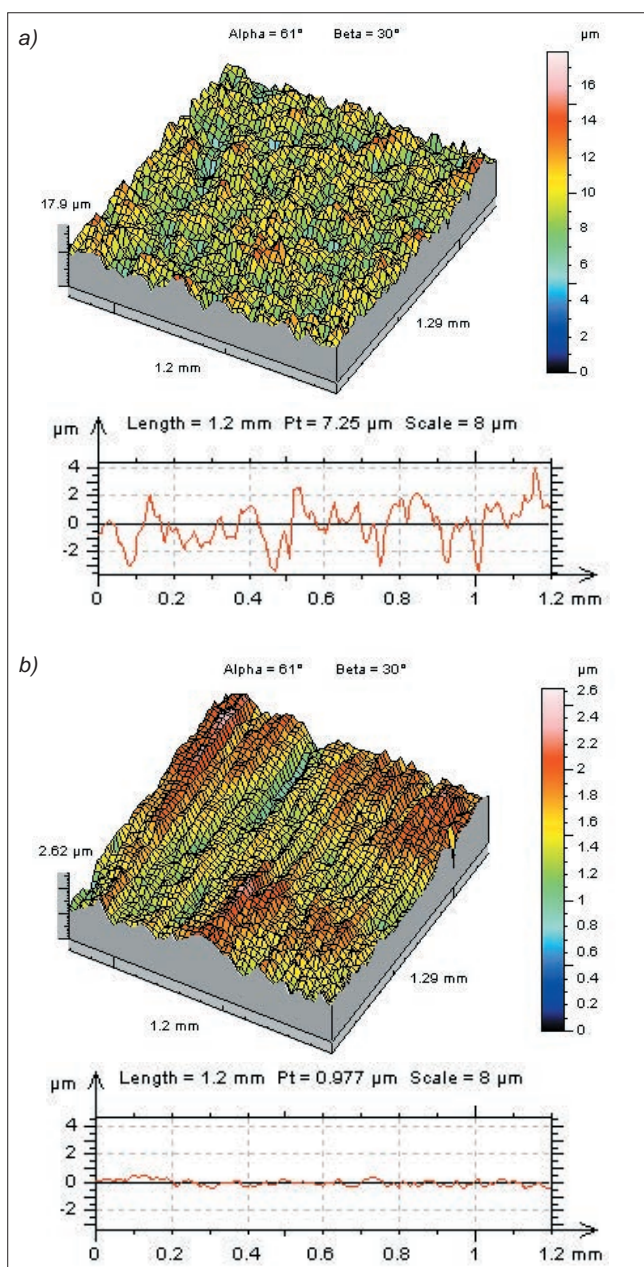 a)
Alpha = 61° Beta = 30°
µm
16
14
12
10
8
6
4
2
0
17.9 µm
1.2 mm
1.29 mm
µm Length = 1.2 mm Pt = 7.25 µm Scale = 8 µm
4
2
0
-2
0 0.2 0.4 0.6 0.8 1 1.2 mm
b)
Alpha = 61° Beta = 30°
µm
2.6
2.4
2.2
2
1.8
1.6
1.4
1.2
1
0.8
0.6
0.4
0.2
0
2.62 µm
1.2 mm
1.29 mm
µm Length = 1.2 mm Pt = 0.977 µm Scale = 8 µm
4
2
0
-2
0 0.2 0.4 0.6 0.8 1 1.2 mm